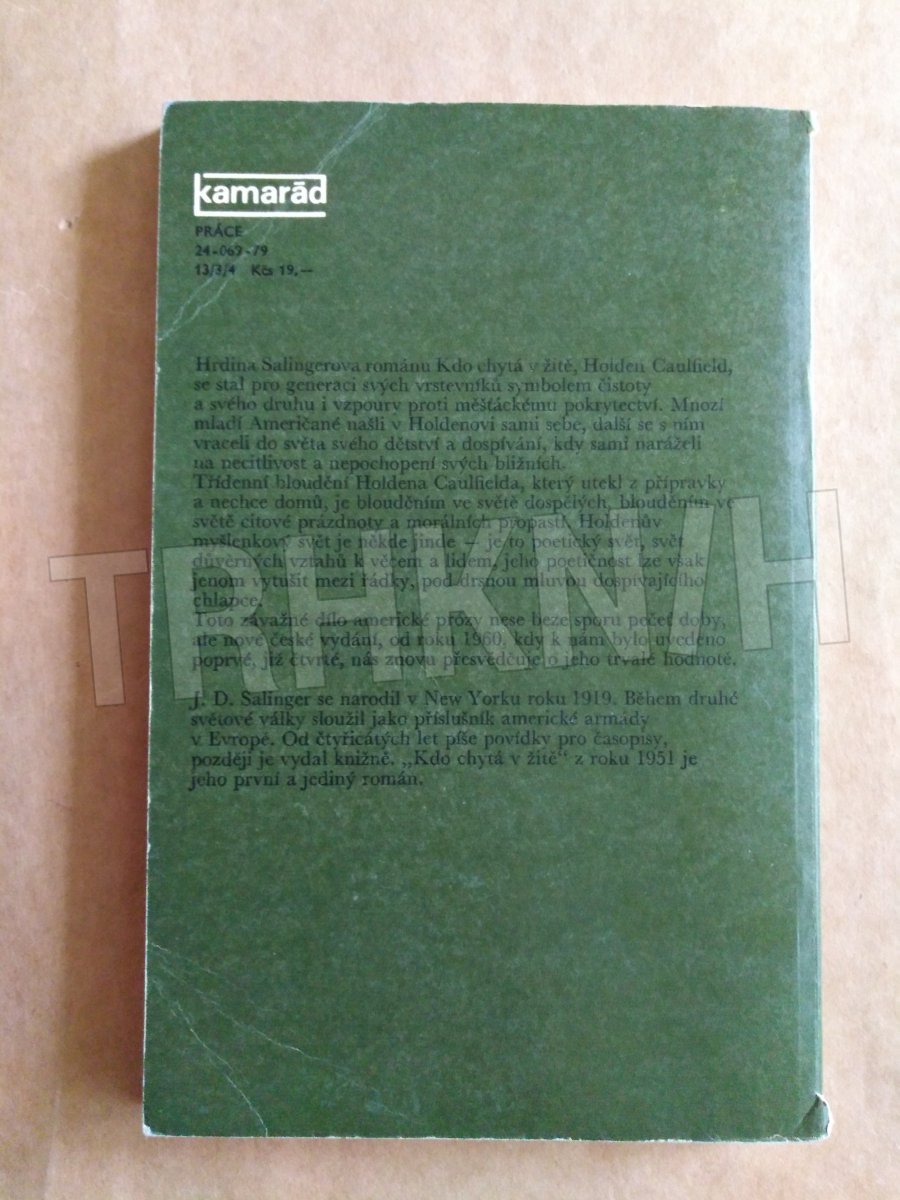 kamarád
PRÁCE
24-069-79
13/3/4 Kčs 19,—
Hrdina Salingerova románu Kdo chytá v žitě, Holden Caulfield,
se stal pro generaci svých vrstevníků symbolem čistoty
a svého druhu i vzpoury proti měšťáckému pokrytectví. Mnozí
mladí Američané našli v Holdenovi sami sebe, další se s ním
vraceli do světa svého dětství a dospívání, kdy sami naráželi
na necitlivost a nepochopení svých bližních.
Třídenní bloudění Holdena Caulfielda, který utekl z přípravky
a nechce domů, je blouděním ve světě dospělých, blouděním ve
světě citové prázdnoty a morálních propastí. Holdenův
myšlenkový svět je někde jinde — je to poetický svět, svět
důvěrných vztahů k věcem a lidem, jeho poetičnost lze však
jenom vytušit mezi řádky, pod drsnou mluvou dospívajícího
chlapce.
Toto závažné dílo americké prózy nese beze sporu pečeť doby,
ale nové české vydání, od roku 1960, kdy k nám bylo uvedeno
poprvé, již čtvrté, nás znovu přesvědčuje o jeho trvalé hodnotě.
J. D. Salinger se narodil v New Yorku roku 1919. Během druhé
světové války sloužil jako příslušník americké armády
v Evropě. Od čtyřicátých let píše povídky pro časopisy,
později je vydal knižně. „Kdo chytá v žitě“ z roku 1951 je
jeho první a jediný román.
TRHKNIH